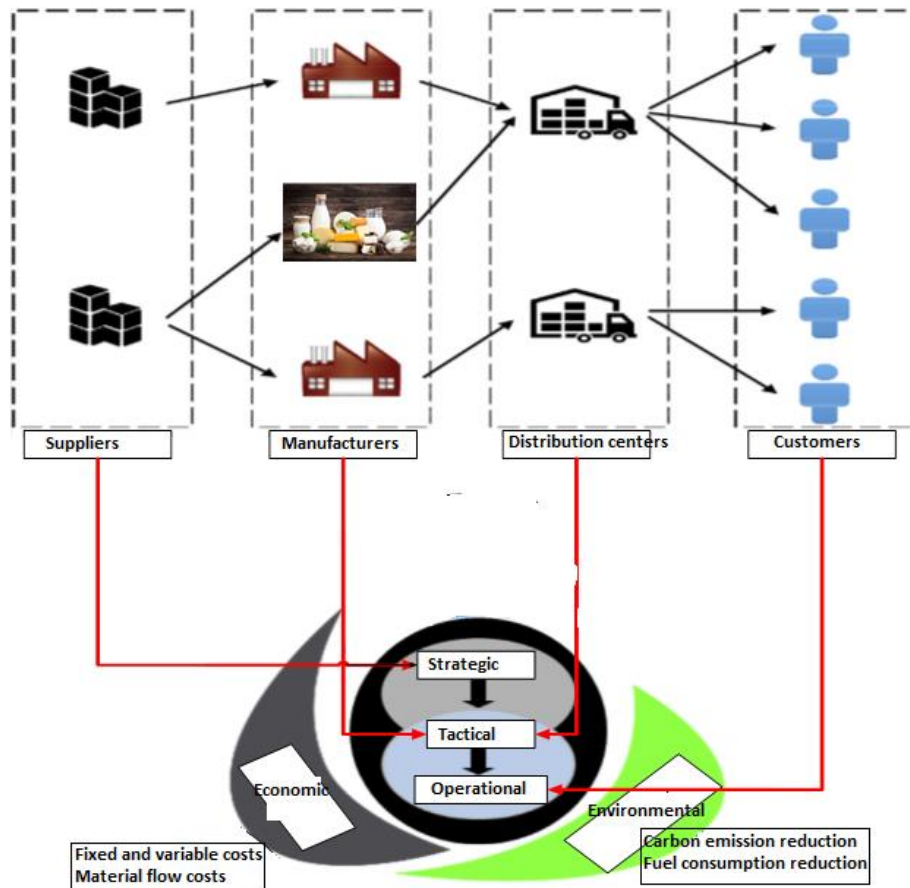 Suppliers
Manufacturers
Distribution centers
Customers
Strategic
Tactical
Operational
Economic
Environmental
Fixed and variable costs
Material flow costs
Carbon emission reduction
Fuel consumption reduction